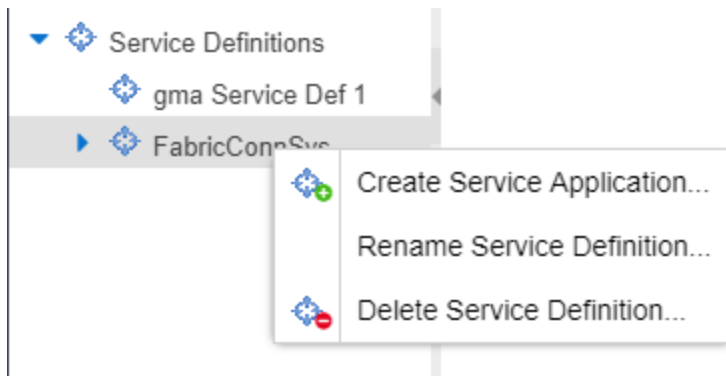 Service Definitions
gma Service Def 1
FabricConnSys
Create Service Application...
Rename Service Definition...
Delete Service Definition...